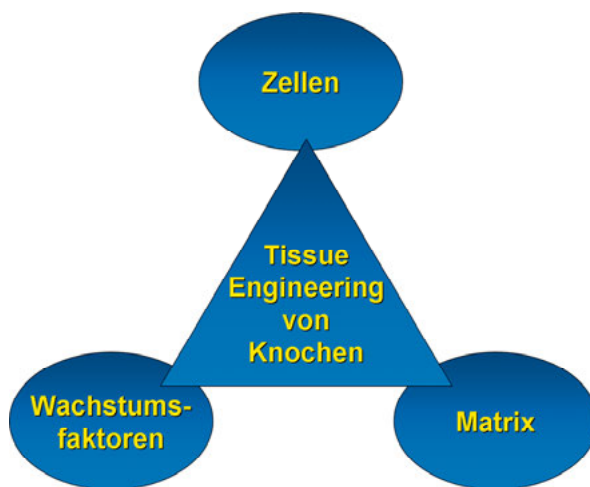 Zellen
Tissue
Engineering
von
Knochen
Wachstums-
faktoren
Matrix